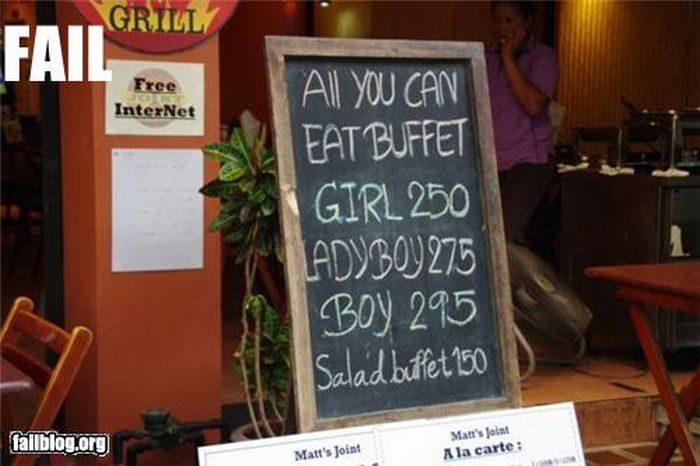 GRILL
FAIL
Free
JOINT
InterNet
All YOU CAN
EAT BUFFET
GIRL 250
LADYBOY 275
BOY 295
Salad buffet 150
Matt's Joint
Matt's Joint
A la carte :
failblog.org